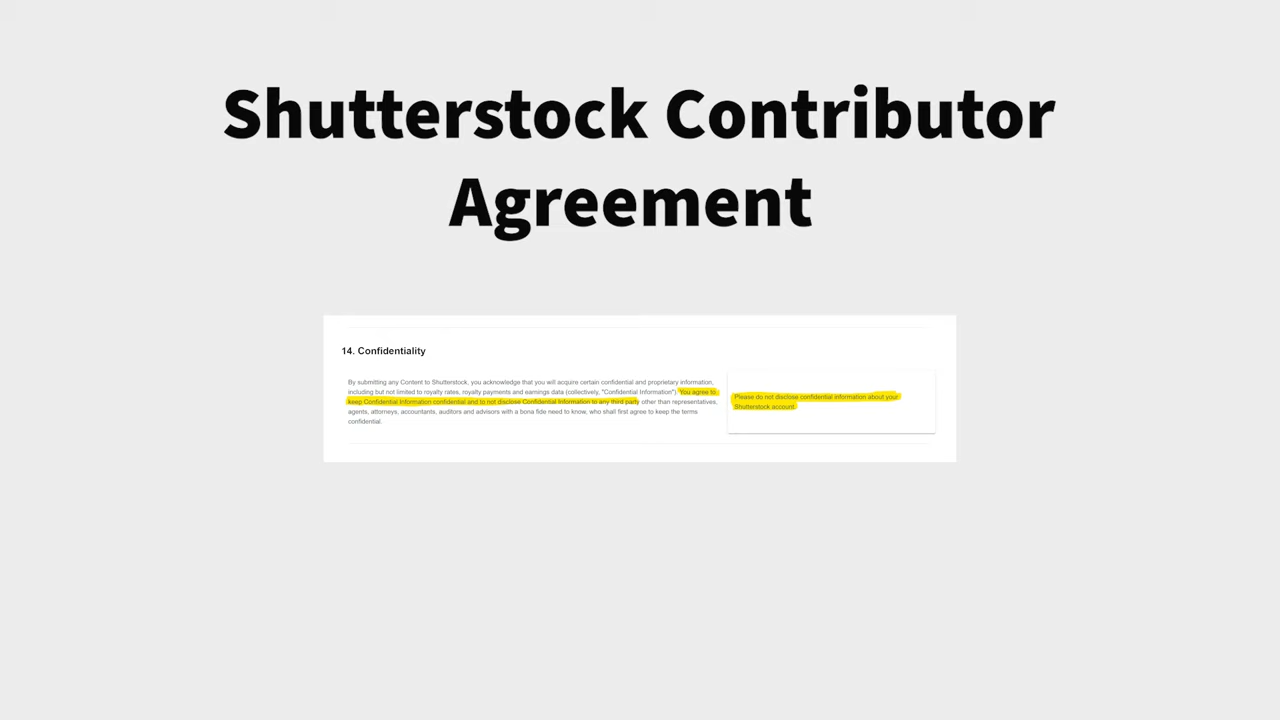 Shutterstock Contributor
Agreement
14. Confidentiality
By submitting any Content to Shutterstock, you acknowledge that you will acquire certain confidential and proprietary information,
including but not limited to royalty rates, royalty payments and earnings data (collectively, "Confidential Information"). You agree to
keep Confidential Information confidential and to not disclose Confidential Information to any third party other than representatives,
agents, attorneys, accountants, auditors and advisors with a bona fide need to know, who shall first agree to keep the terms
confidential.
Please do not disclose confidential information about your
Shutterstock account.